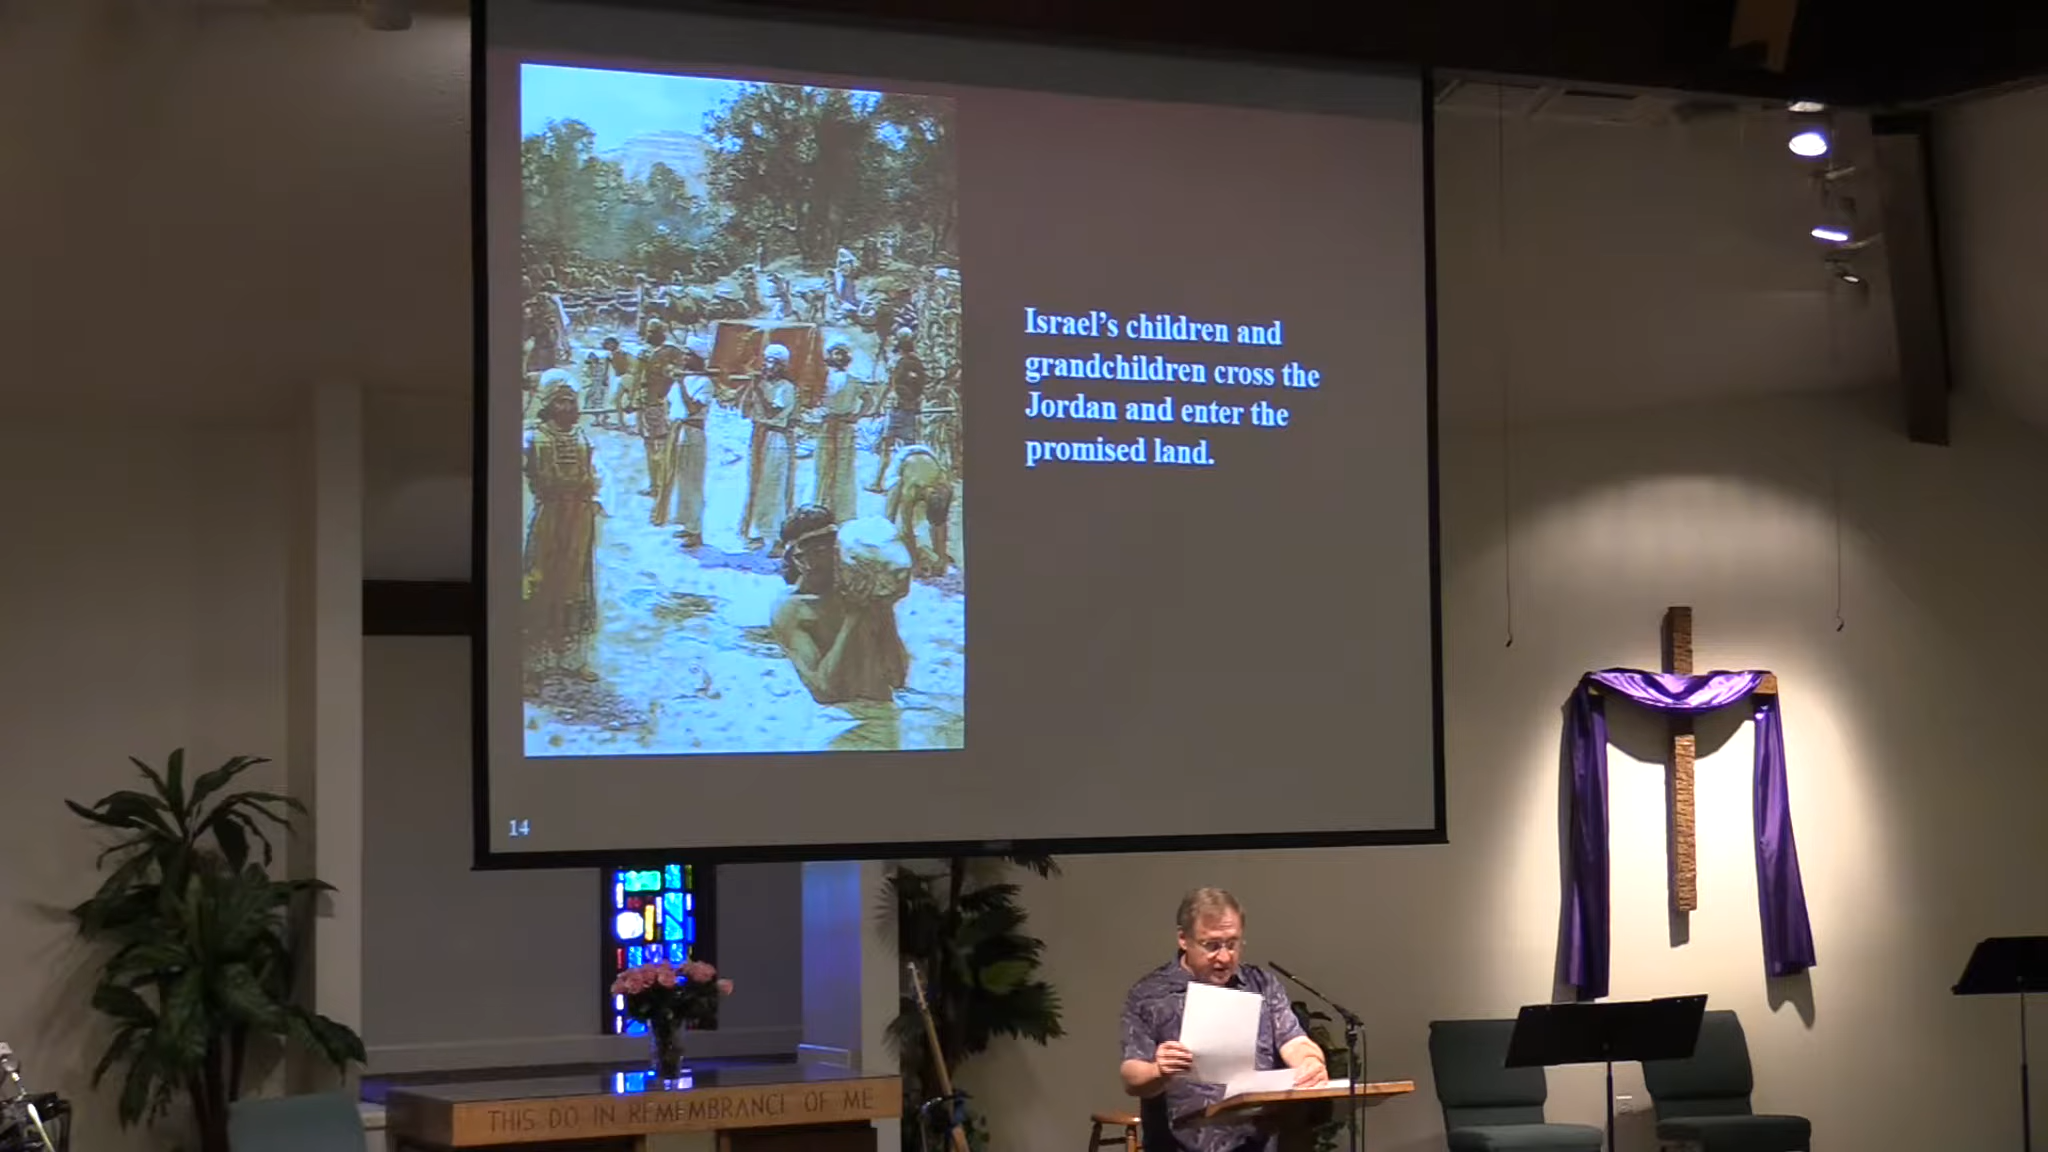 Israel’s children and
grandchildren cross the
Jordan and enter the
promised land.
14
THIS DO IN REMEMBRANCE OF ME